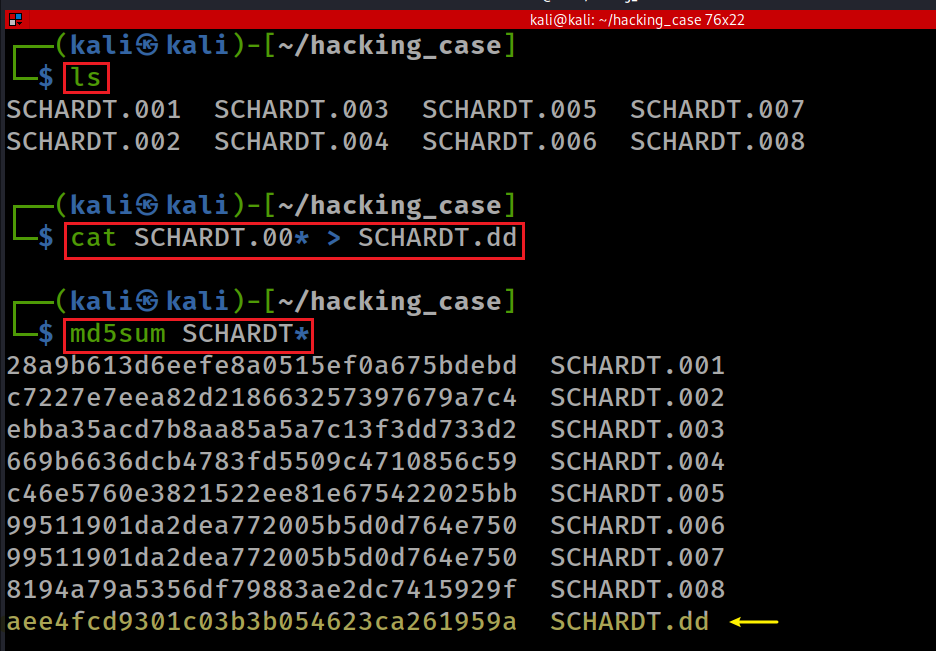 kali@kali: ~/hacking_case 76x22
(kali㉿kali)-[~/hacking_case]
$ ls
SCHARDT.001 SCHARDT.003 SCHARDT.005 SCHARDT.007
SCHARDT.002 SCHARDT.004 SCHARDT.006 SCHARDT.008
(kali㉿kali)-[~/hacking_case]
$ cat SCHARDT.00* > SCHARDT.dd
(kali㉿kali)-[~/hacking_case]
$ md5sum SCHARDT*
28a9b613d6eefe8a0515ef0a675bdebd SCHARDT.001
c7227e7eea82d218663257397679a7c4 SCHARDT.002
ebba35acd7b8aa85a5a7c13f3dd733d2 SCHARDT.003
669b6636dcb4783fd5509c4710856c59 SCHARDT.004
c46e5760e3821522ee81e675422025bb SCHARDT.005
99511901da2dea772005b5d0d764e750 SCHARDT.006
99511901da2dea772005b5d0d764e750 SCHARDT.007
8194a79a5356df79883ae2dc7415929f SCHARDT.008
aee4fcd9301c03b3b054623ca261959a SCHARDT.dd